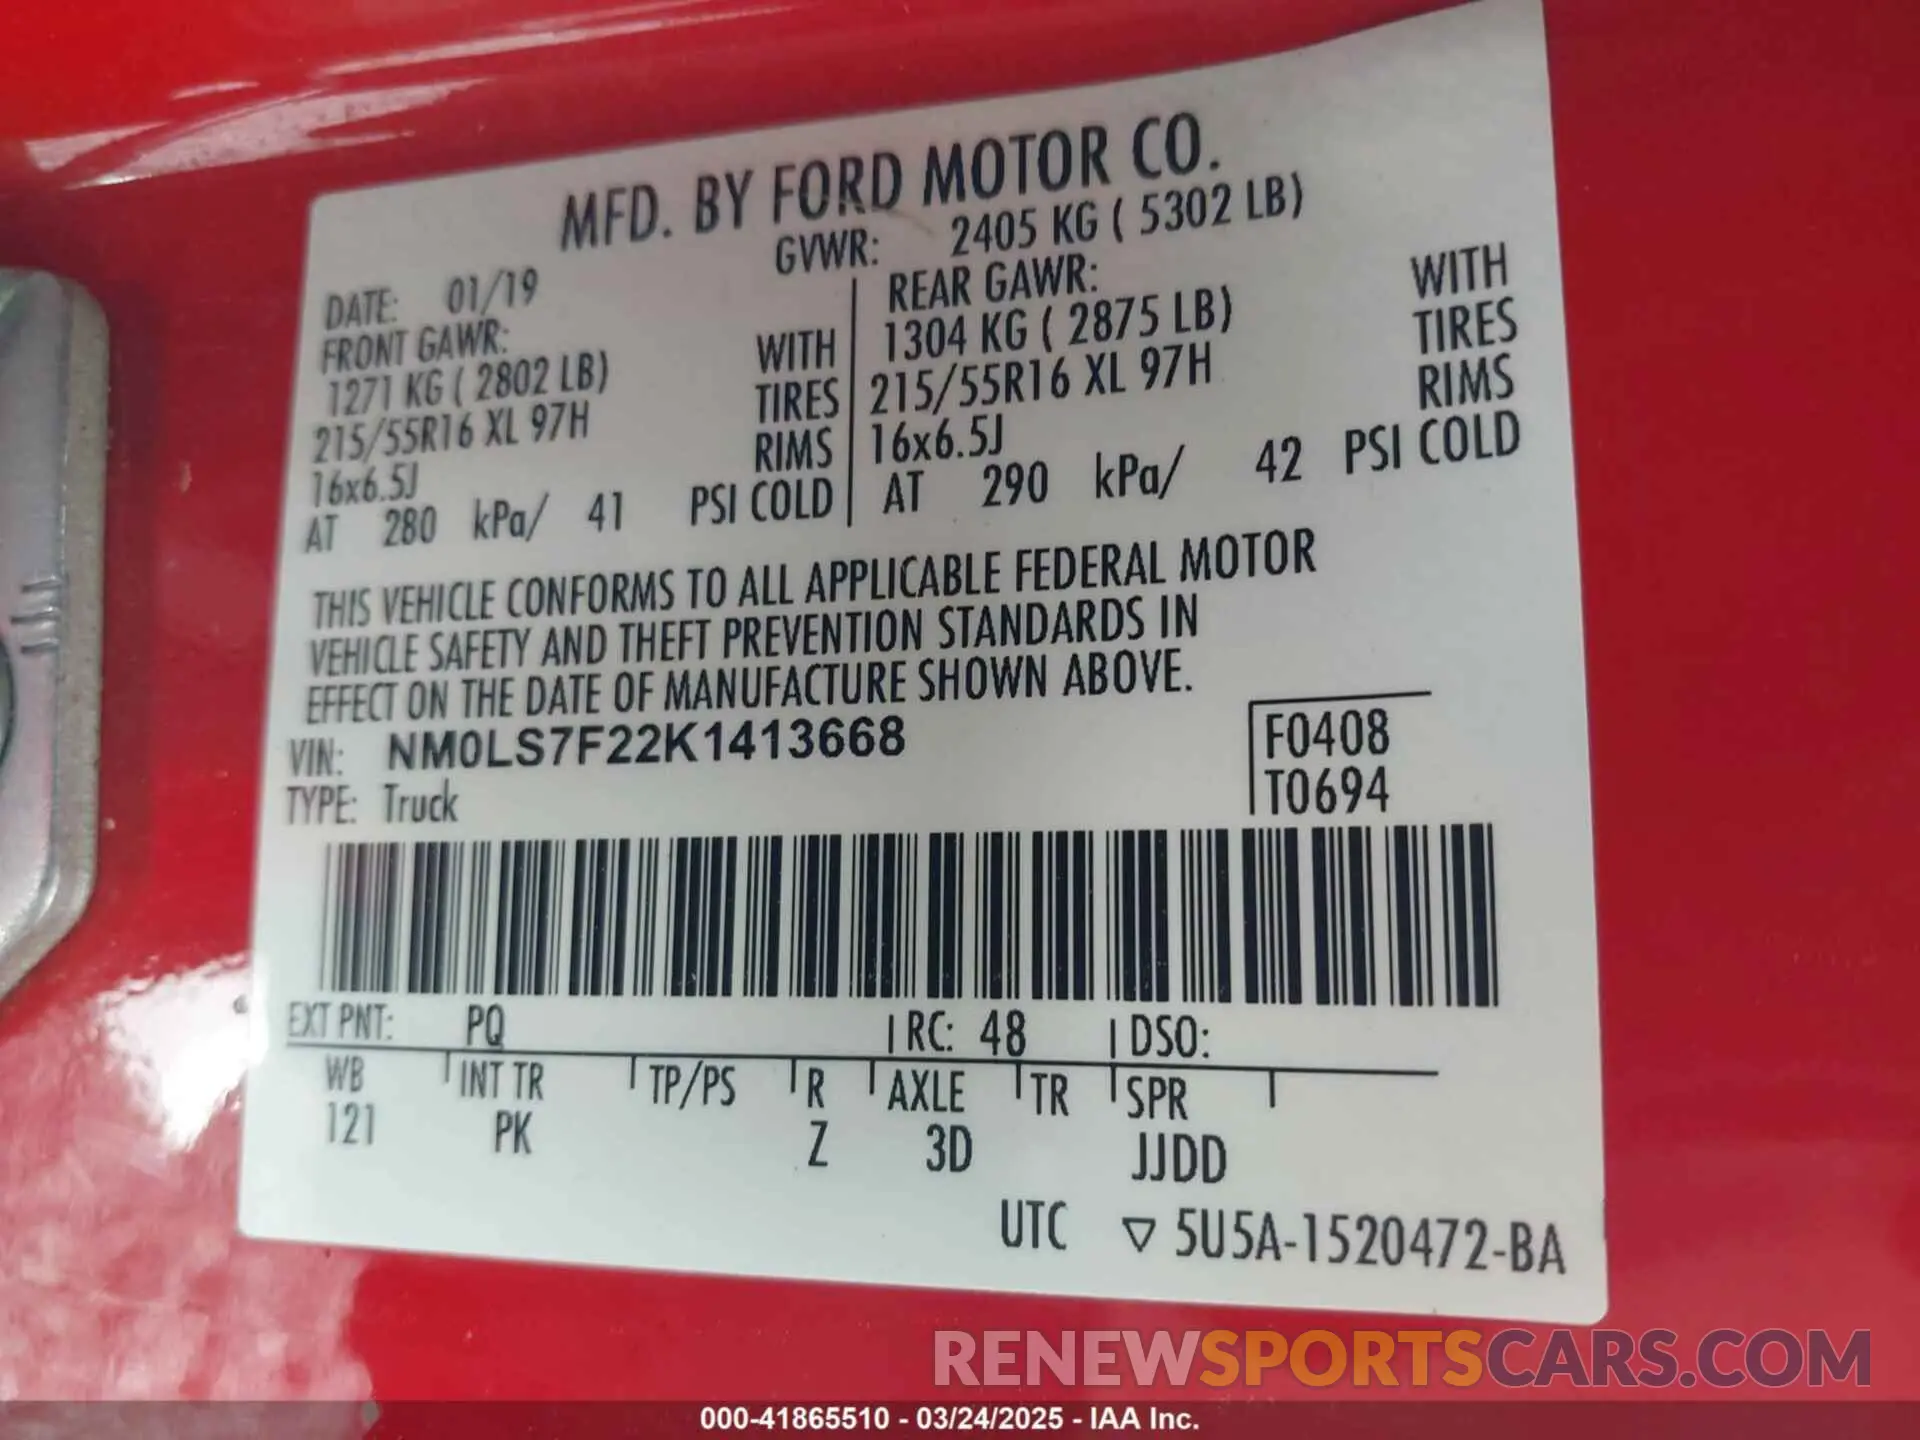 MFD. BY FORD MOTOR CO.
GVWR: 2405 KG ( 5302 LB)
DATE: 01/19
FRONT GAWR:
1271 KG ( 2802 LB) WITH
215/55R16 XL 97H TIRES
16x6.5J RIMS
AT 280 kPa/ 41 PSI COLD
REAR GAWR:
1304 KG ( 2875 LB) WITH
215/55R16 XL 97H TIRES
16x6.5J RIMS
AT 290 kPa/ 42 PSI COLD
THIS VEHICLE CONFORMS TO ALL APPLICABLE FEDERAL MOTOR
VEHICLE SAFETY AND THEFT PREVENTION STANDARDS IN
EFFECT ON THE DATE OF MANUFACTURE SHOWN ABOVE.
VIN: NM0LS7F22K1413668
TYPE: Truck
F0408
T0694
EXT PNT: PQ RC: 48 DSO:
WB INT TR TP/PS R AXLE TR SPR
121 PK Z 3D JJDD
UTC ▽ 5U5A-1520472-BA
RENEWSPORTSCARS.COM
000-41865510 - 03/24/2025 - IAA Inc.